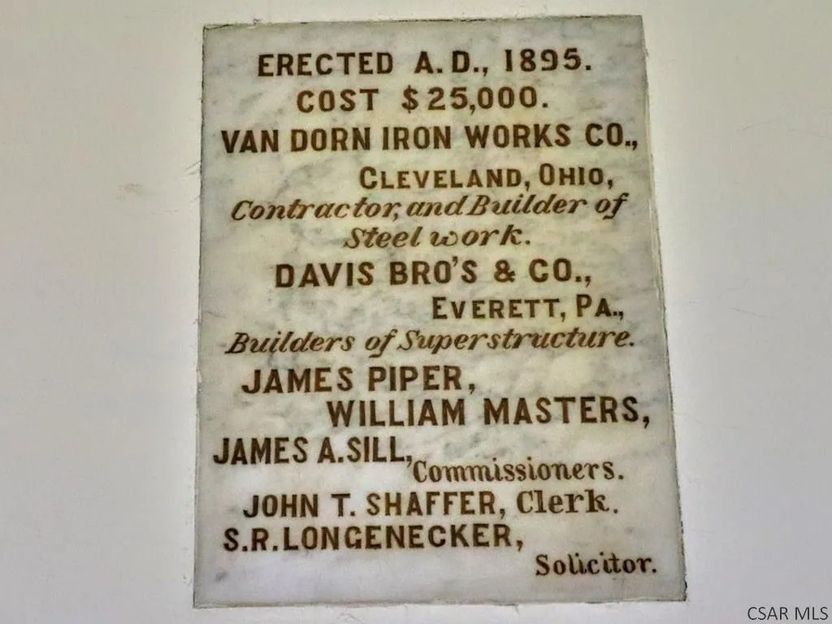 ERECTED A.D., 1895.
COST $25,000.
VAN DORN IRON WORKS CO.,
CLEVELAND, OHIO,
Contractor, and Builder of
Steel work.
DAVIS BRO'S & CO.,
EVERETT, PA.,
Builders of Superstructure.
JAMES PIPER,
WILLIAM MASTERS,
JAMES A. SILL,
Commissioners.
JOHN T. SHAFFER, Clerk.
S.R. LONGENECKER,
Solicitor.
CSAR MLS